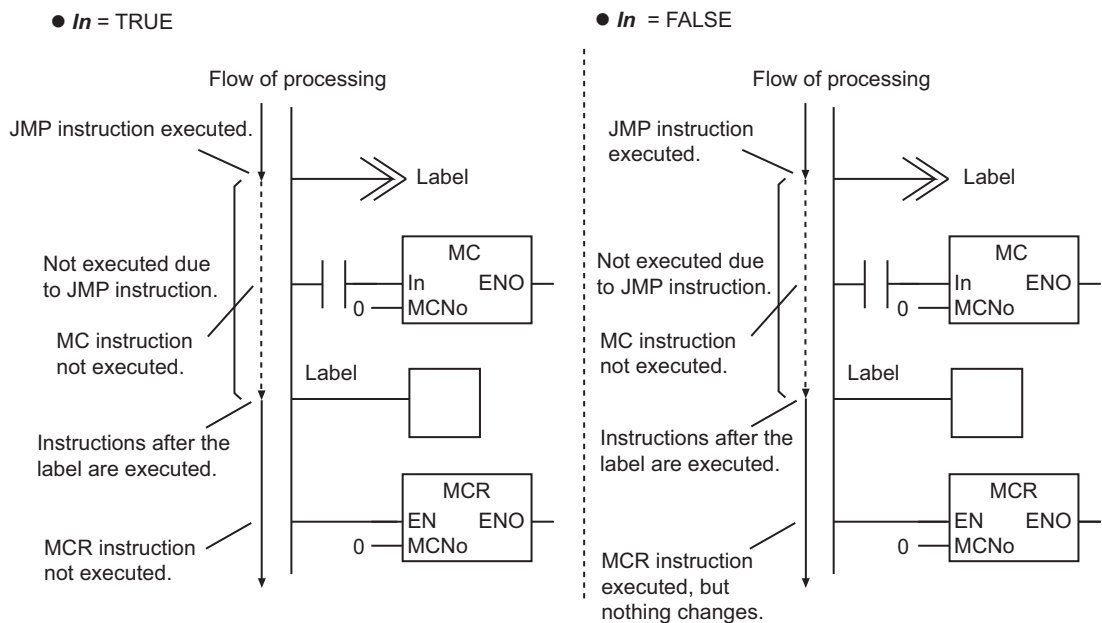 ● In = TRUE
Flow of processing
JMP instruction executed.
Label
Not executed due
to JMP instruction.
MC
In ENO
0 MCNo
MC instruction
not executed.
Label
Instructions after the
label are executed.
MCR
EN ENO
0 MCNo
MCR instruction
not executed.
● In = FALSE
Flow of processing
JMP instruction
executed.
Label
Not executed due
to JMP instruction.
MC
In ENO
0 MCNo
MC instruction
not executed.
Label
Instructions after the
label are executed.
MCR
EN ENO
0 MCNo
MCR instruction
executed, but
nothing changes.